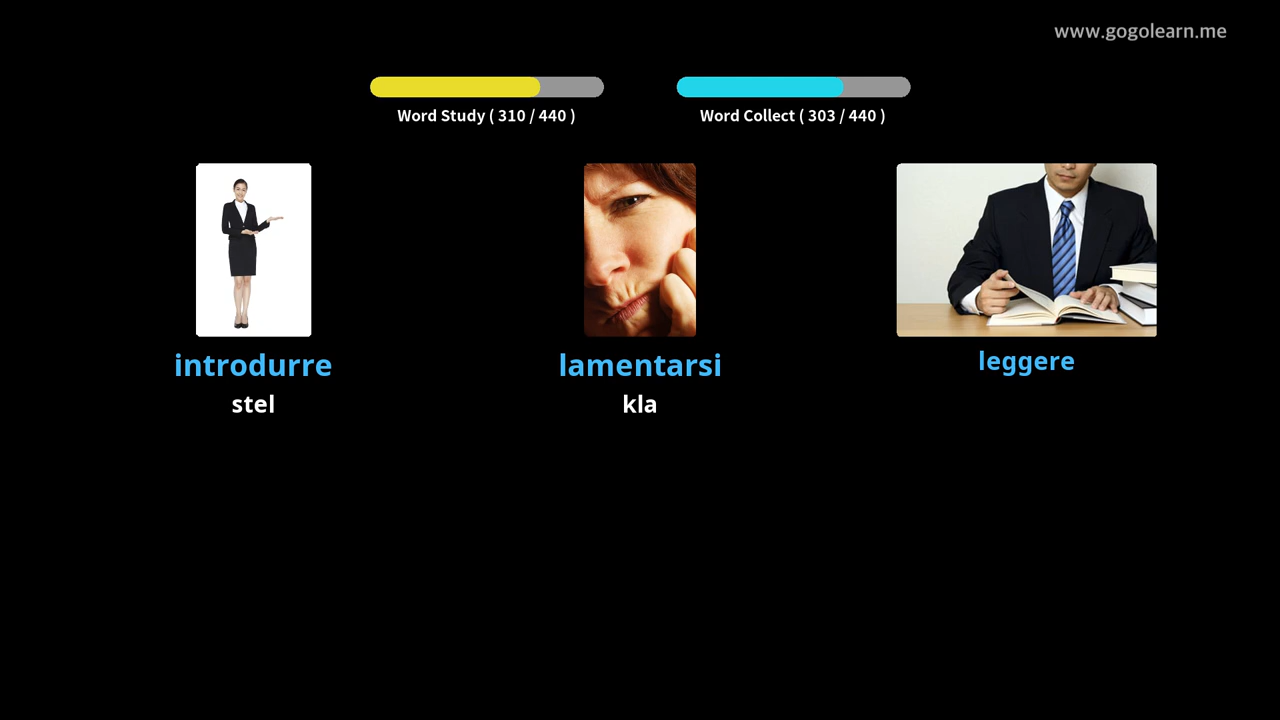 www.gogolearn.me
Word Study ( 310 / 440 )
Word Collect ( 303 / 440 )
introdurre
stel
lamentarsi
kla
leggere